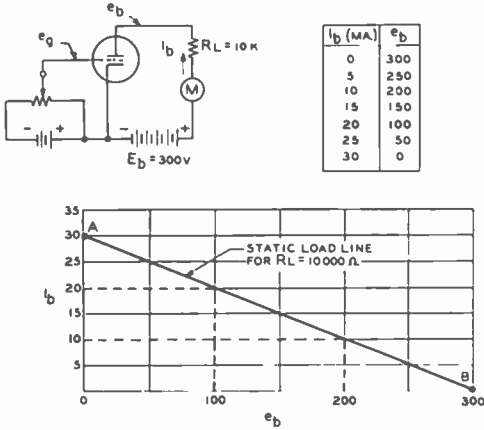 e_b
e_g
I_b
R_L = 10 K
M
- +
- +
E_b = 300 V
I_b (MA) e_b
0 300
5 250
10 200
15 150
20 100
25 50
30 0
35
A
30
STATIC LOAD LINE
FOR R_L = 10000 Ω
25
I_b
20
15
10
5
B
0 100 200 300
e_b